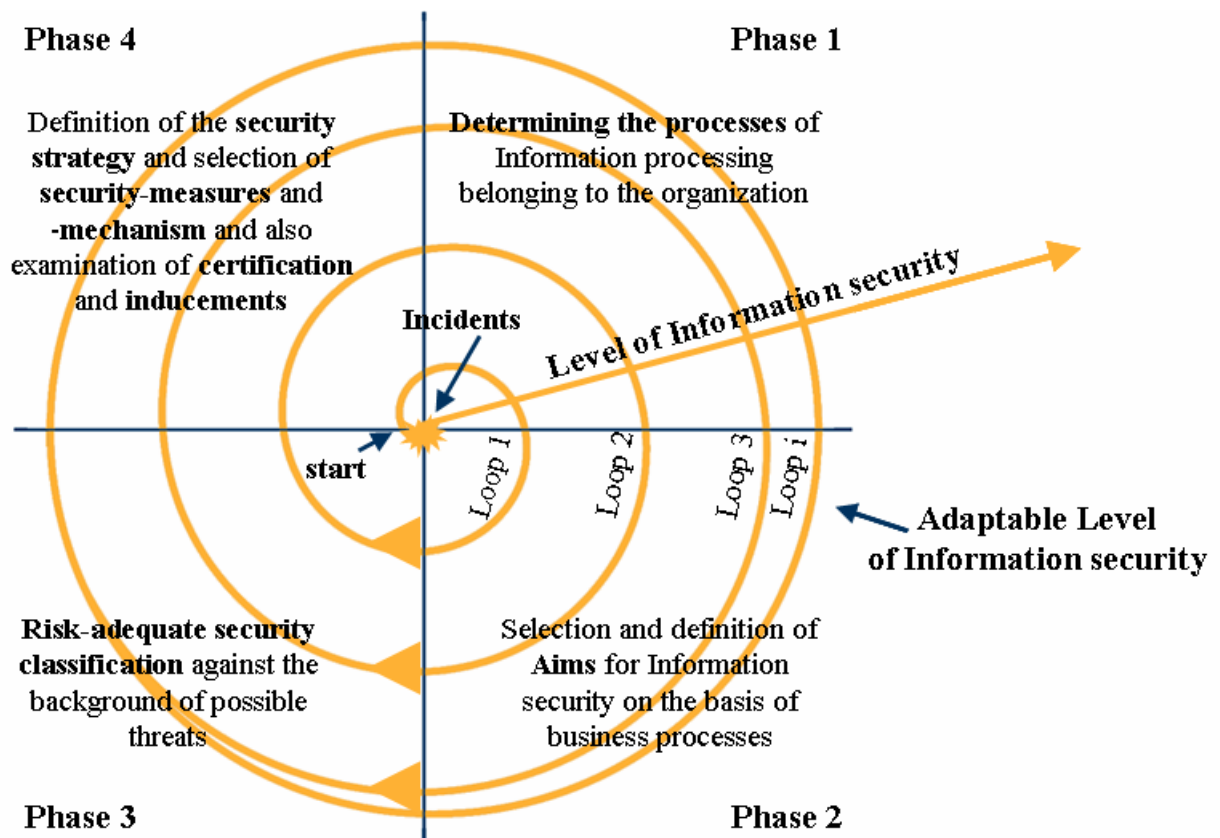 Phase 4
Phase 1
Definition of the security
strategy and selection of
security-measures and
-mechanism and also
examination of certification
and inducements
Determining the processes of
Information processing
belonging to the organization
Incidents
Level of Information security
start
Loop 1
Loop 2
Loop 3
Loop i
Adaptable Level
of Information security
Risk-adequate security
classification against the
background of possible
threats
Selection and definition of
Aims for Information
security on the basis of
business processes
Phase 3
Phase 2